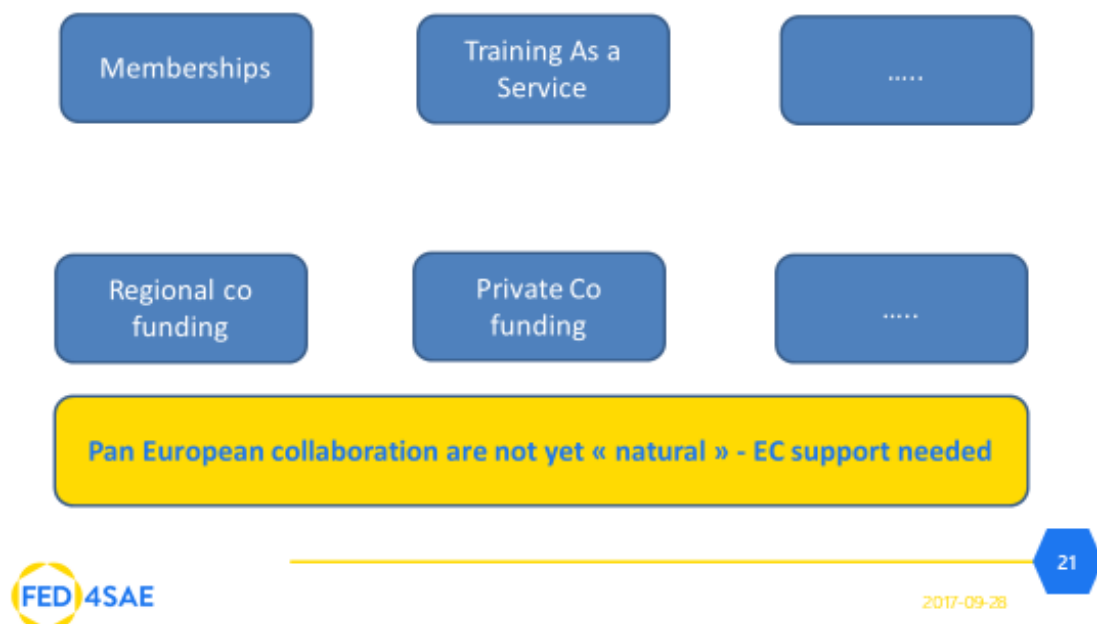 Memberships
Training As a
Service
.....
Regional co
funding
Private Co
funding
.....
Pan European collaboration are not yet « natural » - EC support needed
21
FED4SAE
2017-09-28